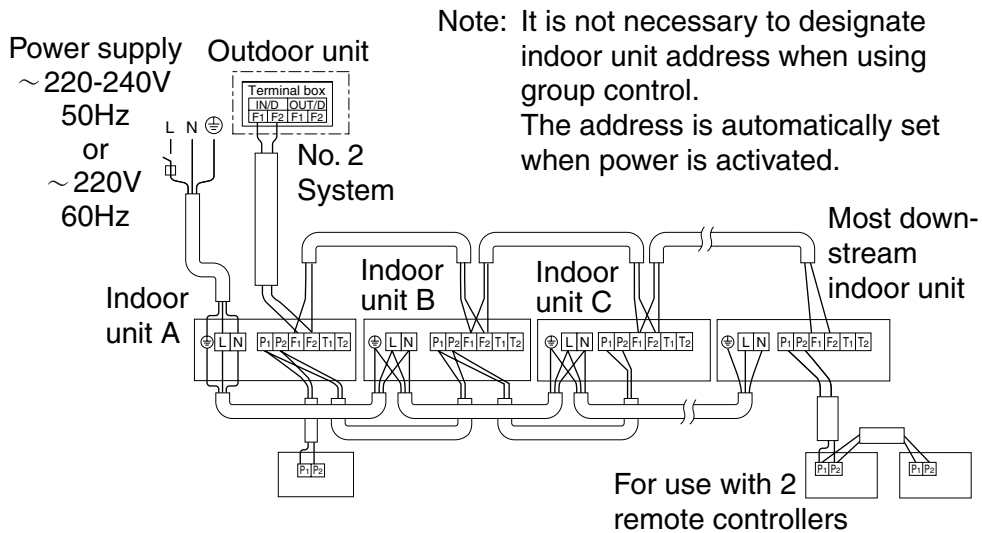 Note: It is not necessary to designate
indoor unit address when using
group control.
The address is automatically set
when power is activated.
Power supply
~220-240V
50Hz
or
~220V
60Hz
L N
Outdoor unit
Terminal box
IN/D OUT/D
F1 F2 F1 F2
No. 2
System
Indoor
unit A
Indoor
unit B
Indoor
unit C
Most down-
stream
indoor unit
L N P1 P2 F1 F2 T1 T2
L N P1 P2 F1 F2 T1 T2
L N P1 P2 F1 F2 T1 T2
L N P1 P2 F1 F2 T1 T2
P1 P2
P1 P2
P1 P2
For use with 2
remote controllers